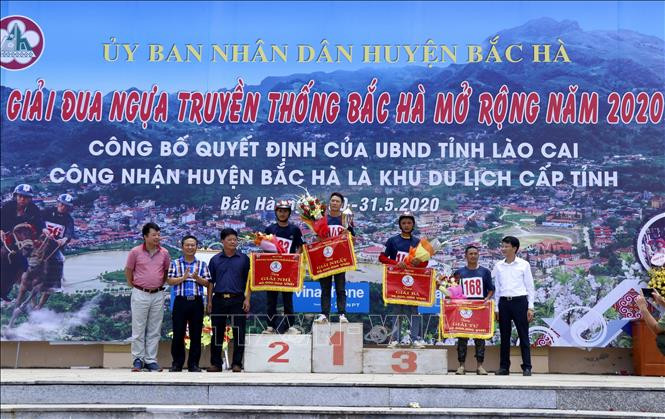 ỦY BAN NHÂN DÂN HUYỆN BẮC HÀ
GIẢI ĐUA NGỰA TRUYỀN THỐNG BẮC HÀ MỞ RỘNG NĂM 2020
CÔNG BỐ QUYẾT ĐỊNH CỦA UBND TỈNH LÀO CAI
CÔNG NHẬN HUYỆN BẮC HÀ LÀ KHU DU LỊCH CẤP TỈNH
Bắc Hà 31.5.2020
GIẢI NHÌ
GIẢI NHẤT
GIẢI BA
GIẢI TƯ
168
2
1
3